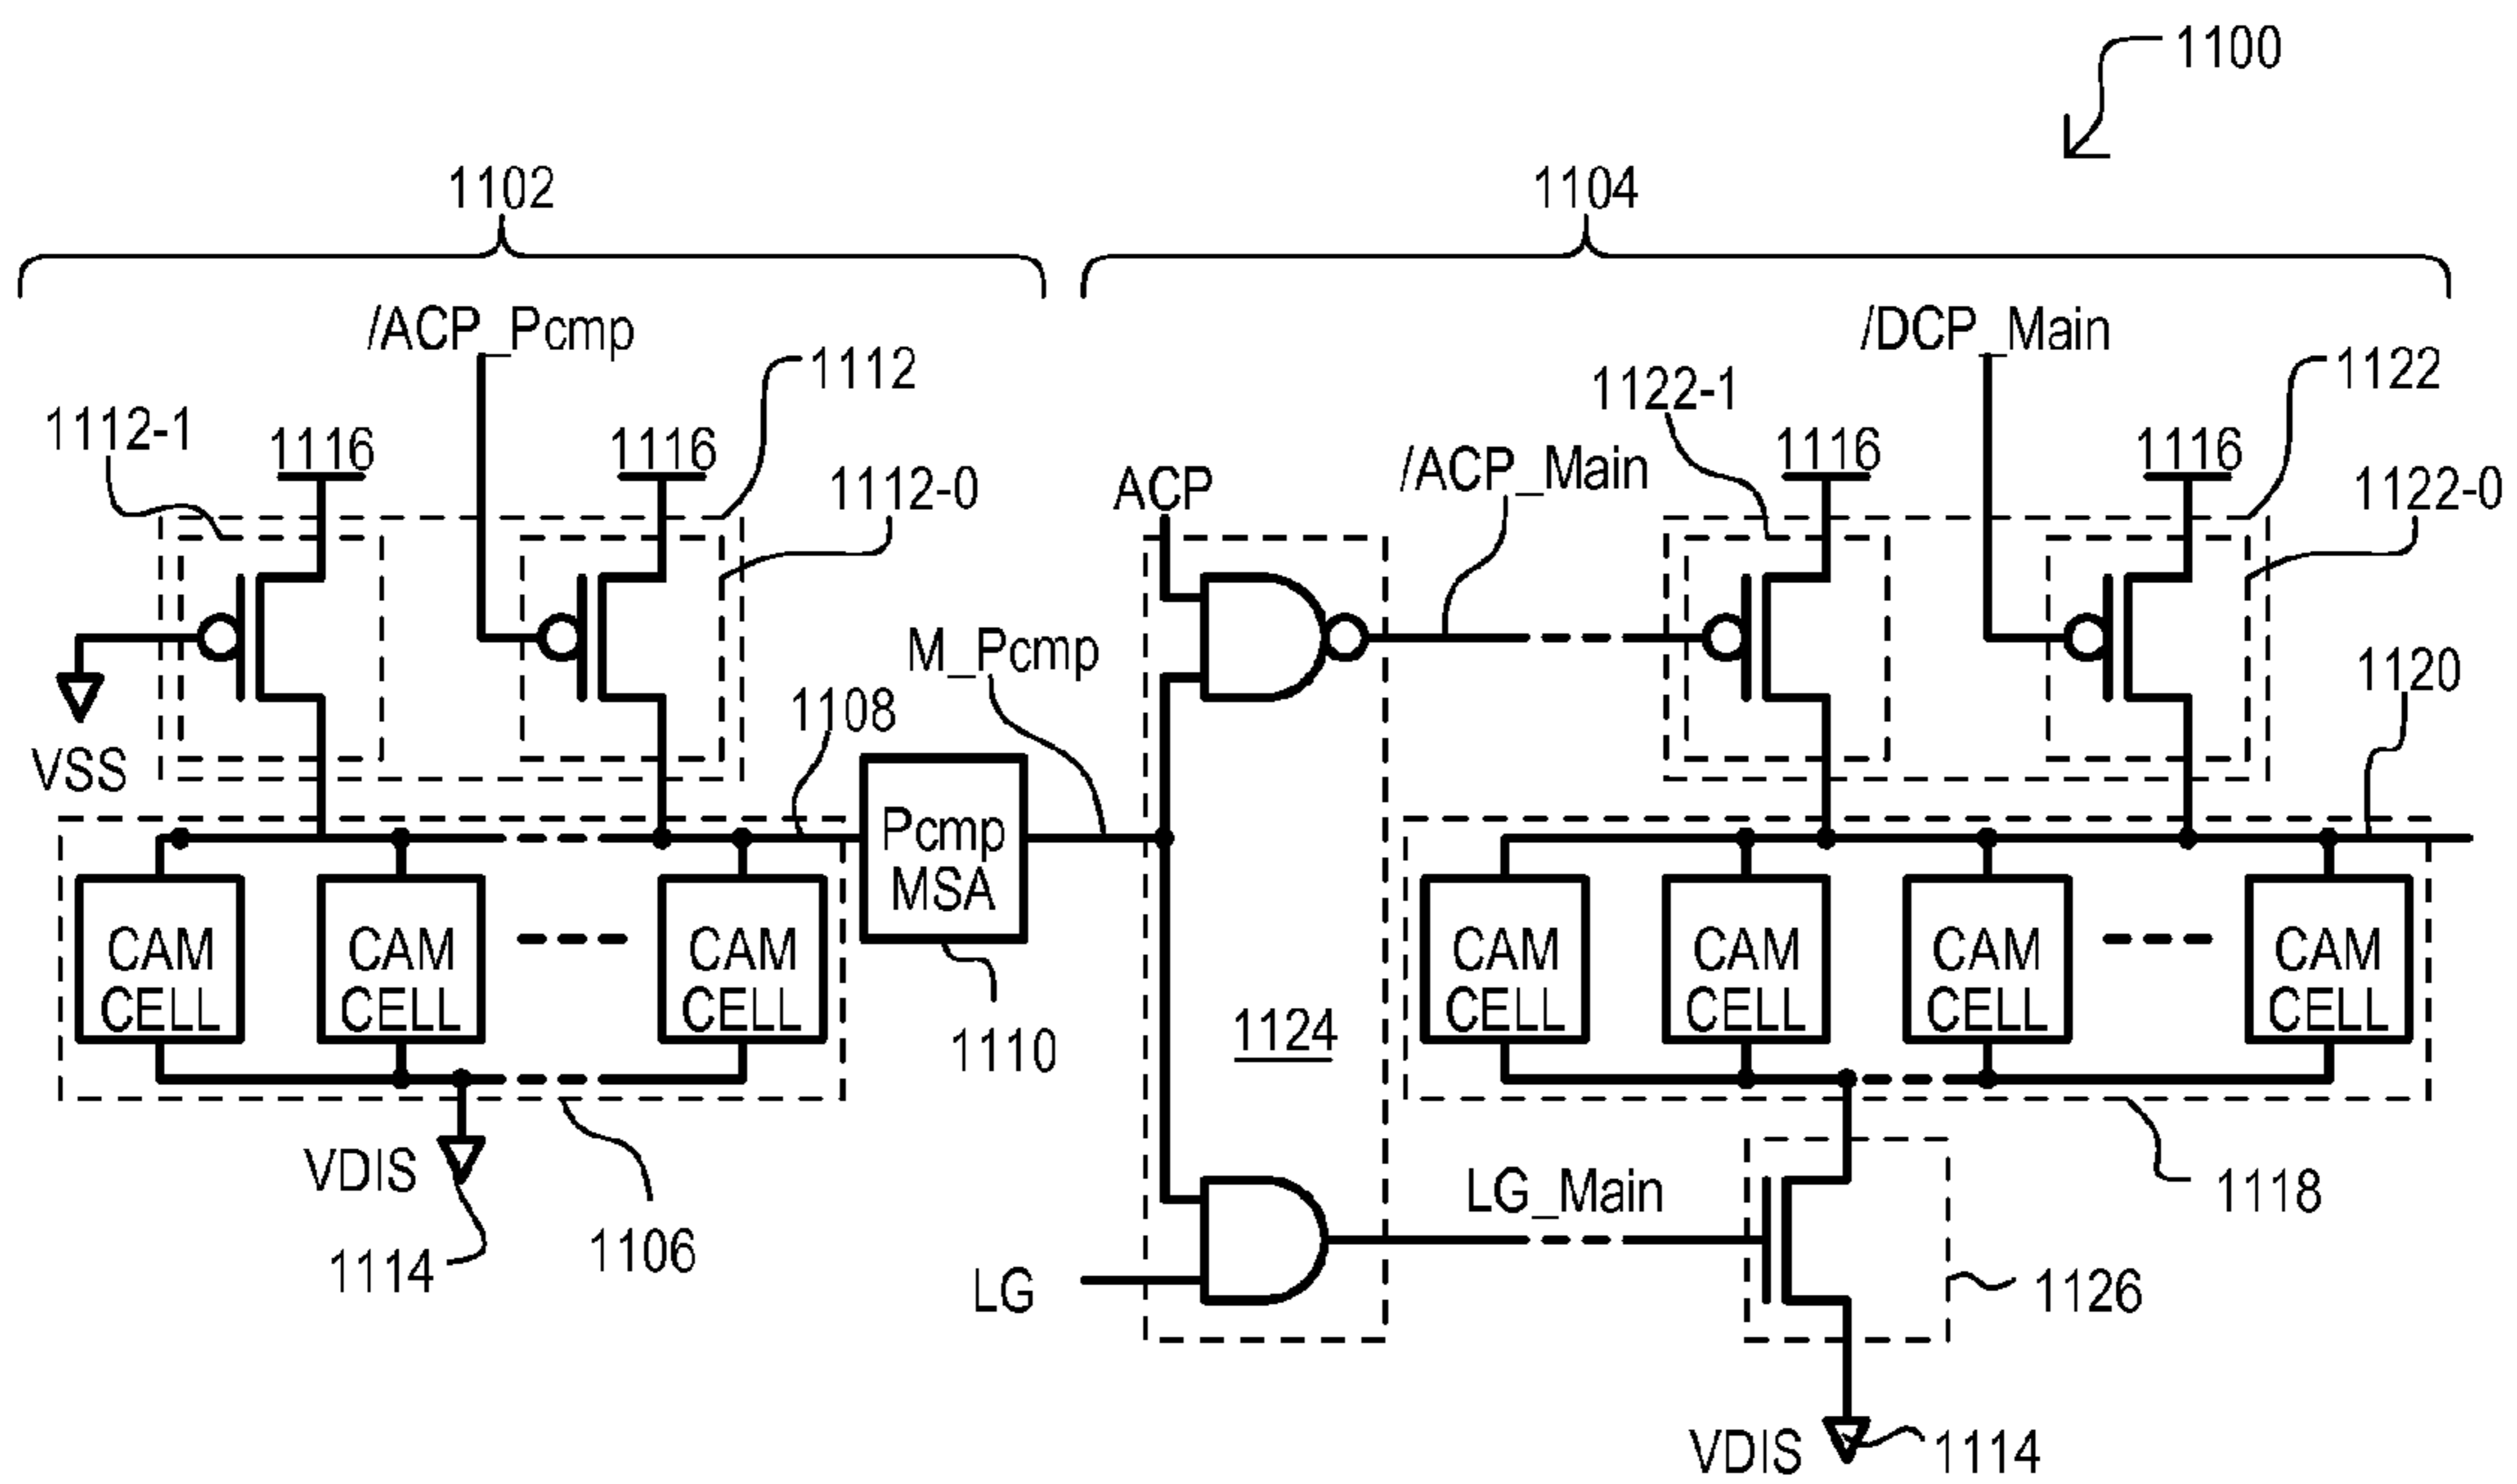 1100
1102
1104
/ACP_Pcmp
/DCP_Main
1112
1122-1
1122
1112-1
1116
1116
1112-0
ACP
/ACP_Main
1116
1116
1122-0
M_Pcmp
1108
1120
VSS
Pcmp
MSA
CAM
CELL
CAM
CELL
CAM
CELL
CAM
CELL
CAM
CELL
CAM
CELL
CAM
CELL
1110
1124
VDIS
1114
1106
LG_Main
1118
LG
1126
VDIS
1114